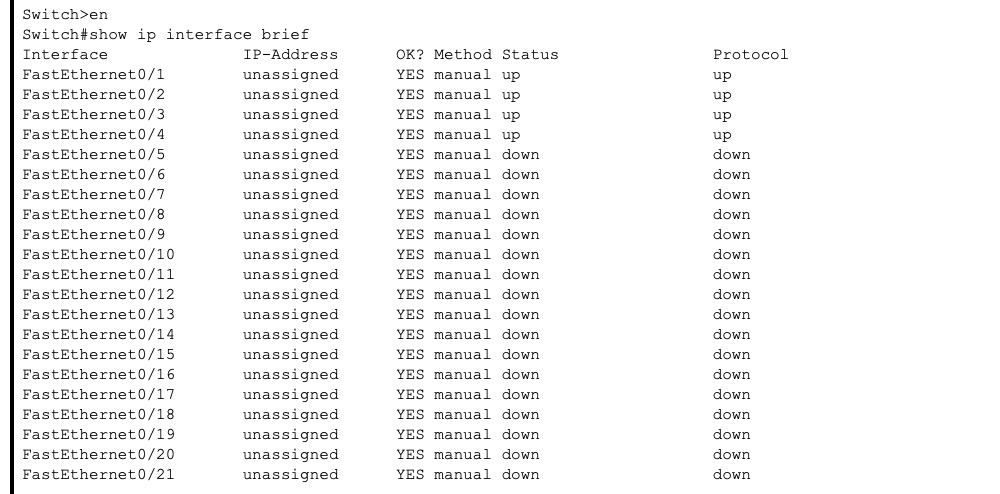 Switch>en
Switch#show ip interface brief
Interface              IP-Address      OK? Method Status                Protocol
FastEthernet0/1        unassigned      YES manual up                    up
FastEthernet0/2        unassigned      YES manual up                    up
FastEthernet0/3        unassigned      YES manual up                    up
FastEthernet0/4        unassigned      YES manual up                    up
FastEthernet0/5        unassigned      YES manual down                  down
FastEthernet0/6        unassigned      YES manual down                  down
FastEthernet0/7        unassigned      YES manual down                  down
FastEthernet0/8        unassigned      YES manual down                  down
FastEthernet0/9        unassigned      YES manual down                  down
FastEthernet0/10       unassigned      YES manual down                  down
FastEthernet0/11       unassigned      YES manual down                  down
FastEthernet0/12       unassigned      YES manual down                  down
FastEthernet0/13       unassigned      YES manual down                  down
FastEthernet0/14       unassigned      YES manual down                  down
FastEthernet0/15       unassigned      YES manual down                  down
FastEthernet0/16       unassigned      YES manual down                  down
FastEthernet0/17       unassigned      YES manual down                  down
FastEthernet0/18       unassigned      YES manual down                  down
FastEthernet0/19       unassigned      YES manual down                  down
FastEthernet0/20       unassigned      YES manual down                  down
FastEthernet0/21       unassigned      YES manual down                  down